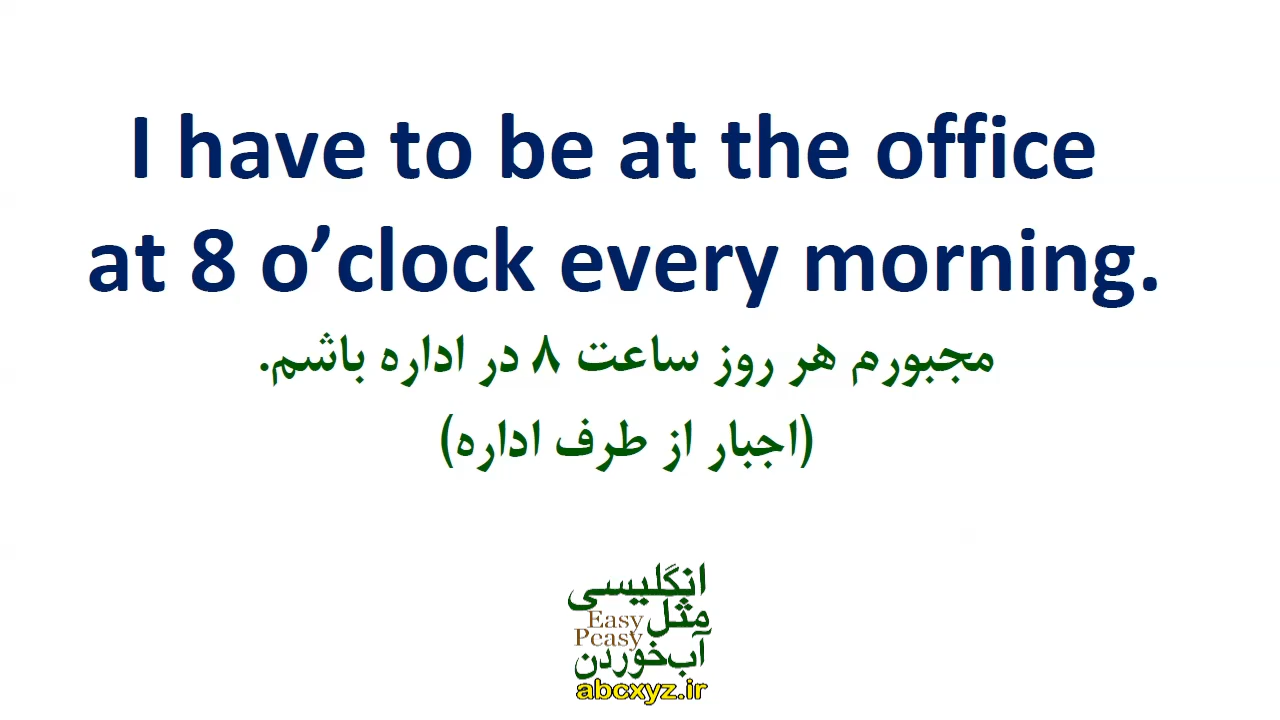 I have to be at the office
at 8 o’clock every morning.
مجبورم هر روز ساعت ۸ در اداره باشم.
(اجبار از طرف اداره)
انگلیسی
مثل
Easy
Peasy
آب‌خوردن
abcxyz.ir